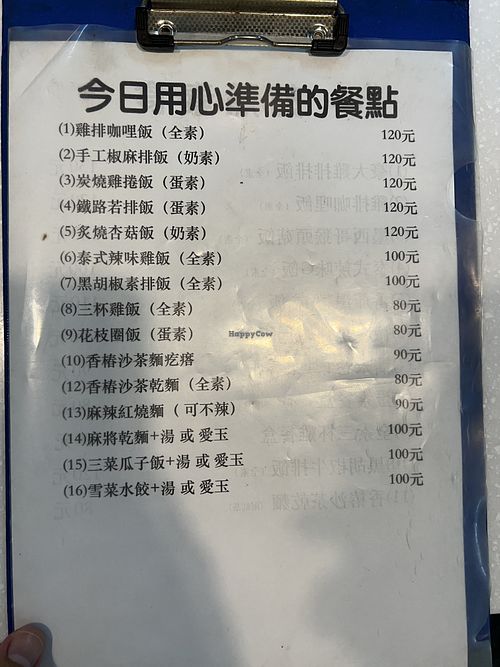 今日用心準備的餐點
(1)雞排咖哩飯（全素） 120元
(2)手工椒麻排飯（奶素） 120元
(3)炭燒雞捲飯（蛋素） 120元
(4)鐵路若排飯（蛋素） 120元
(5)炙燒杏菇飯（奶素） 120元
(6)泰式辣味雞飯（全素） 100元
(7)黑胡椒素排飯（全素） 100元
(8)三杯雞飯（全素） 80元
(9)花枝圈飯（蛋素） 80元
(10)香椿沙茶麵疙瘩 90元
(12)香椿沙茶乾麵（全素） 80元
(13)麻辣紅燒麵（可不辣） 90元
(14)麻將乾麵+湯 或 愛玉 100元
(15)三菜瓜子飯+湯 或 愛玉 100元
(16)雪菜水餃+湯 或 愛玉 100元
HappyCow